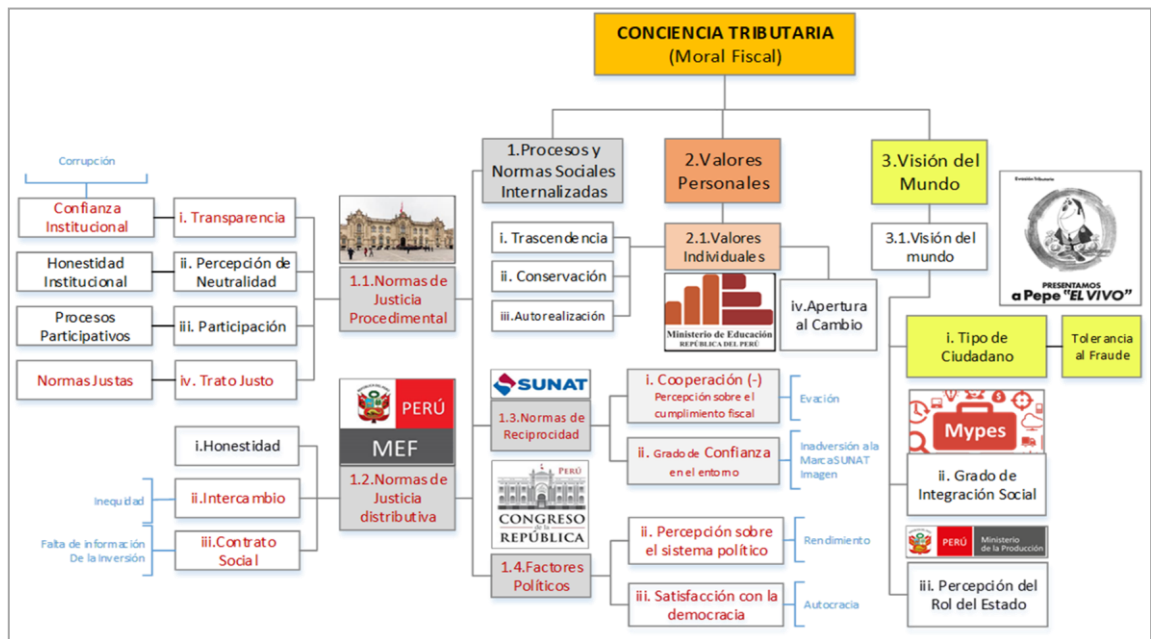 CONCIENCIA TRIBUTARIA
(Moral Fiscal)
1.Procesos y
Normas Sociales
Internalizadas
2.Valores
Personales
3.Visión del
Mundo
Corrupción
Confianza
Institucional
i. Transparencia
Honestidad
Institucional
ii. Percepción de
Neutralidad
Procesos
Participativos
iii. Participación
Normas Justas
iv. Trato Justo
1.1.Normas de
Justicia
Procedimental
i. Trascendencia
ii. Conservación
iii.Autorealización
2.1.Valores
Individuales
Ministerio de Educación
REPÚBLICA DEL PERÚ
iv.Apertura
al Cambio
3.1.Visión del
mundo
Evasión Tributaria
PRESENTAMOS
a Pepe "EL VIVO"
i. Tipo de
Ciudadano
Tolerancia
al Fraude
Mypes
ii. Grado de
Integración Social
PERÚ
Ministerio
de la Producción
iii. Percepción del
Rol del Estado
PERÚ
MEF
i.Honestidad
Inequidad
ii.Intercambio
Falta de información
De la Inversión
iii.Contrato
Social
1.2.Normas de
Justicia
distributiva
SUNAT
1.3.Normas de
Reciprocidad
i. Cooperación (-)
Percepción sobre el
cumplimiento fiscal
Evación
ii. Grado de Confianza
en el entorno
Inadversión a la
MarcaSUNAT
Imagen
PERÚ
CONGRESO
de la
REPÚBLICA
1.4.Factores
Políticos
ii. Percepción sobre
el sistema político
Rendimiento
iii. Satisfacción con la
democracia
Autocracia